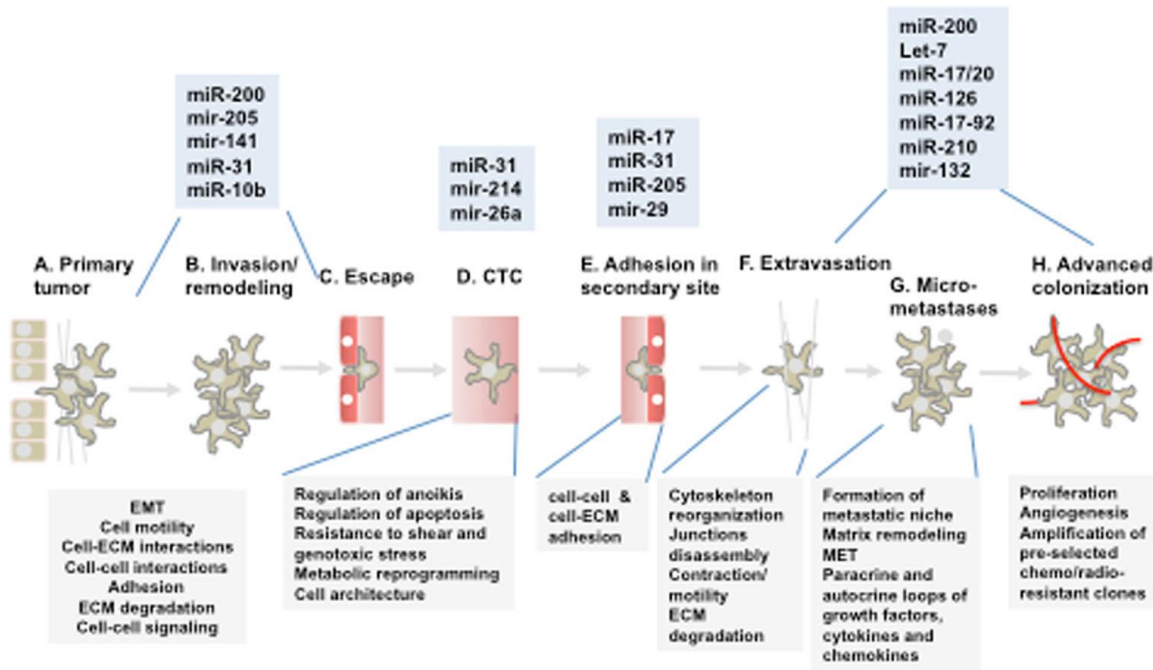 miR-200
mir-205
mir-141
miR-31
miR-10b
miR-31
mir-214
mir-26a
miR-17
miR-31
miR-205
mir-29
miR-200
Let-7
miR-17/20
miR-126
miR-17-92
miR-210
mir-132
A. Primary
tumor
B. Invasion/
remodeling
C. Escape
D. CTC
E. Adhesion in
secondary site
F. Extravasation
G. Micro-
metastases
H. Advanced
colonization
EMT
Cell motility
Cell-ECM interactions
Cell-cell interactions
Adhesion
ECM degradation
Cell-cell signaling
Regulation of anoikis
Regulation of apoptosis
Resistance to shear and
genotoxic stress
Metabolic reprogramming
Cell architecture
cell-cell &
cell-ECM
adhesion
Cytoskeleton
reorganization
Junctions
disassembly
Contraction/
motility
ECM
degradation
Formation of
metastatic niche
Matrix remodeling
MET
Paracrine and
autocrine loops of
growth factors,
cytokines and
chemokines
Proliferation
Angiogenesis
Amplification of
pre-selected
chemo/radio-
resistant clones